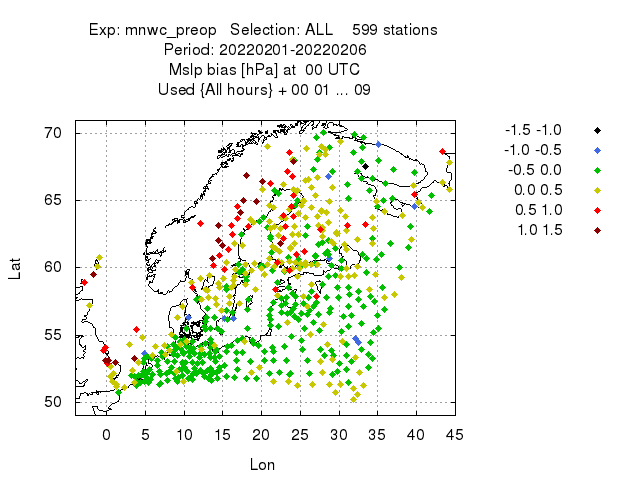 Exp: mnwc_preop   Selection: ALL    599 stations
Period: 20220201-20220206
Mslp bias [hPa] at  00 UTC
Used {All hours} + 00 01 ... 09
-1.5 -1.0
-1.0 -0.5
-0.5 0.0
0.0 0.5
0.5 1.0
1.0 1.5
70
65
60
55
50
Lat
0 5 10 15 20 25 30 35 40 45
Lon